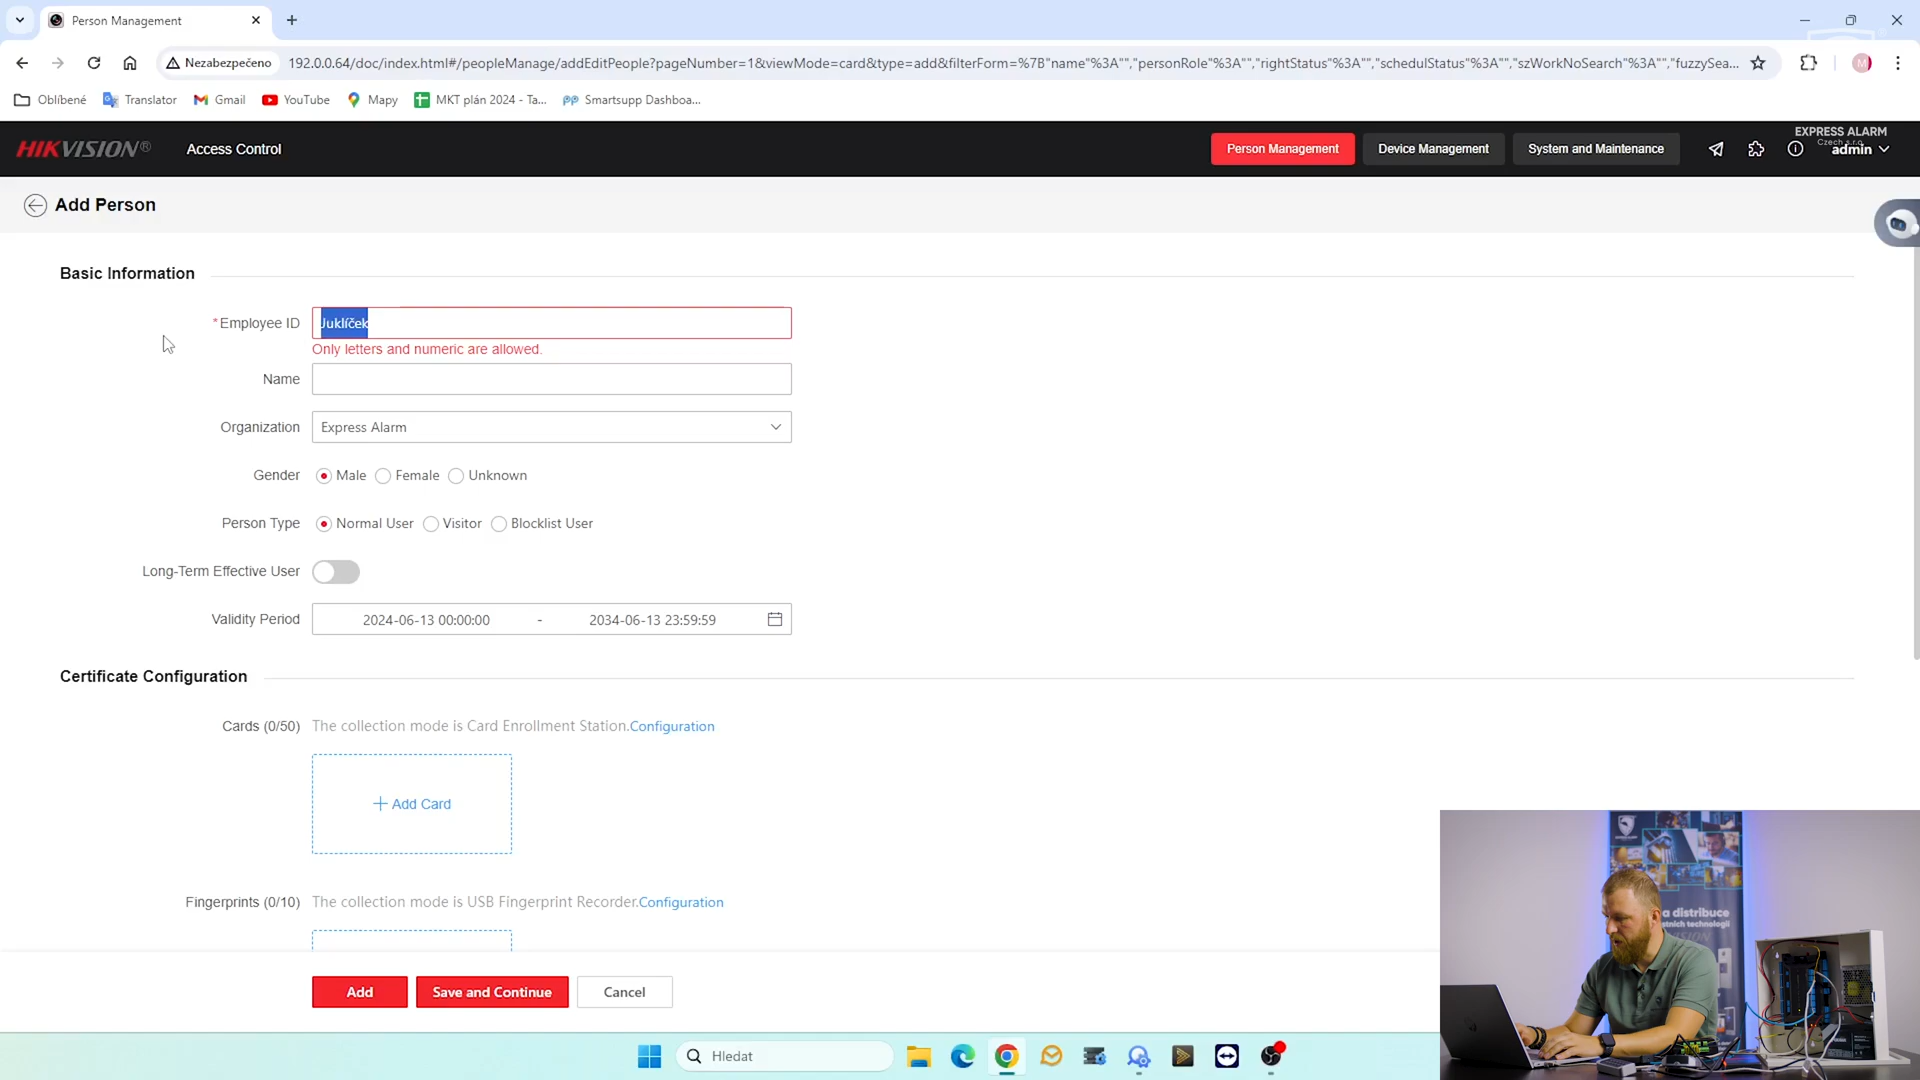 Person Management
Nezabezpečeno
192.0.0.64/doc/index.html#/peopleManage/addEditPeople?pageNumber=1&viewMode=card&type=add&filterForm=%7B"name"%3A"","personRole"%3A"","rightStatus"%3A"","schedulStatus"%3A"","szWorkNoSearch"%3A"","fuzzySea...
Oblíbené
Translator
Gmail
YouTube
Mapy
MKT plán 2024 - Ta...
Smartsupp Dashboa...
HIKVISION®
Access Control
Person Management
Device Management
System and Maintenance
EXPRESS ALARM
Czech s.r.o.
admin
Add Person
Basic Information
*Employee ID
Juklíček
Only letters and numeric are allowed.
Name
Organization
Express Alarm
Gender
Male
Female
Unknown
Person Type
Normal User
Visitor
Blocklist User
Long-Term Effective User
Validity Period
2024-06-13 00:00:00
-
2034-06-13 23:59:59
Certificate Configuration
Cards (0/50)
The collection mode is Card Enrollment Station.Configuration
+ Add Card
Fingerprints (0/10)
The collection mode is USB Fingerprint Recorder.Configuration
Add
Save and Continue
Cancel
a distribuce
stních technologií
Hledat